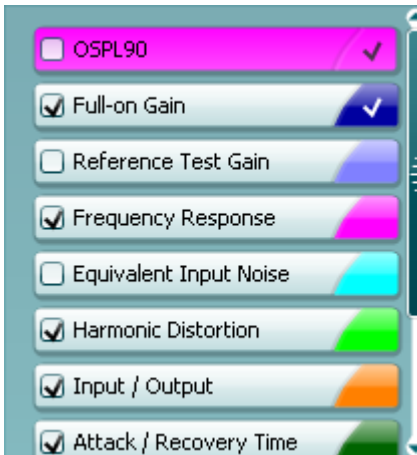 OSPL90
Full-on Gain
Reference Test Gain
Frequency Response
Equivalent Input Noise
Harmonic Distortion
Input / Output
Attack / Recovery Time